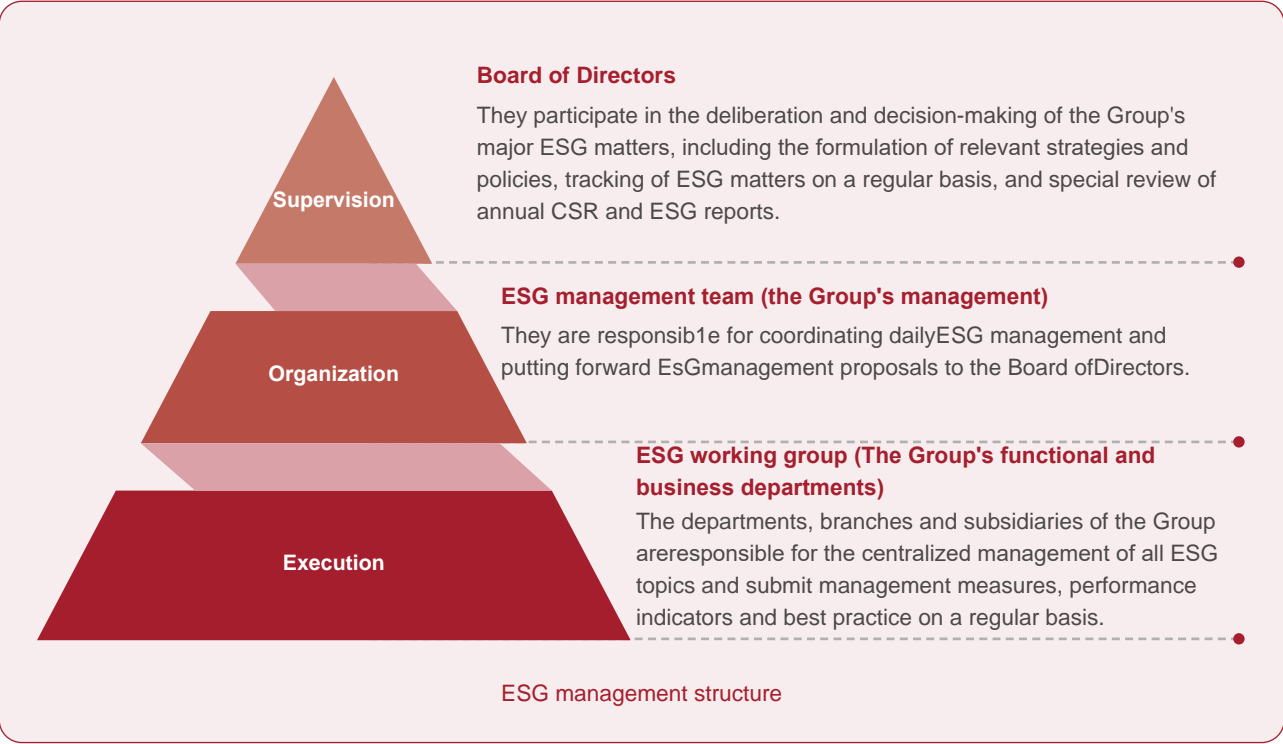 Board of Directors
They participate in the deliberation and decision-making of the Group's
major ESG matters, including the formulation of relevant strategies and
policies, tracking of ESG matters on a regular basis, and special review of
annual CSR and ESG reports.
Supervision
ESG management team (the Group's management)
They are responsib1e for coordinating dailyESG management and
putting forward EsGmanagement proposals to the Board ofDirectors.
Organization
ESG working group (The Group's functional and
business departments)
The departments, branches and subsidiaries of the Group
areresponsible for the centralized management of all ESG
topics and submit management measures, performance
indicators and best practice on a regular basis.
Execution
ESG management structure